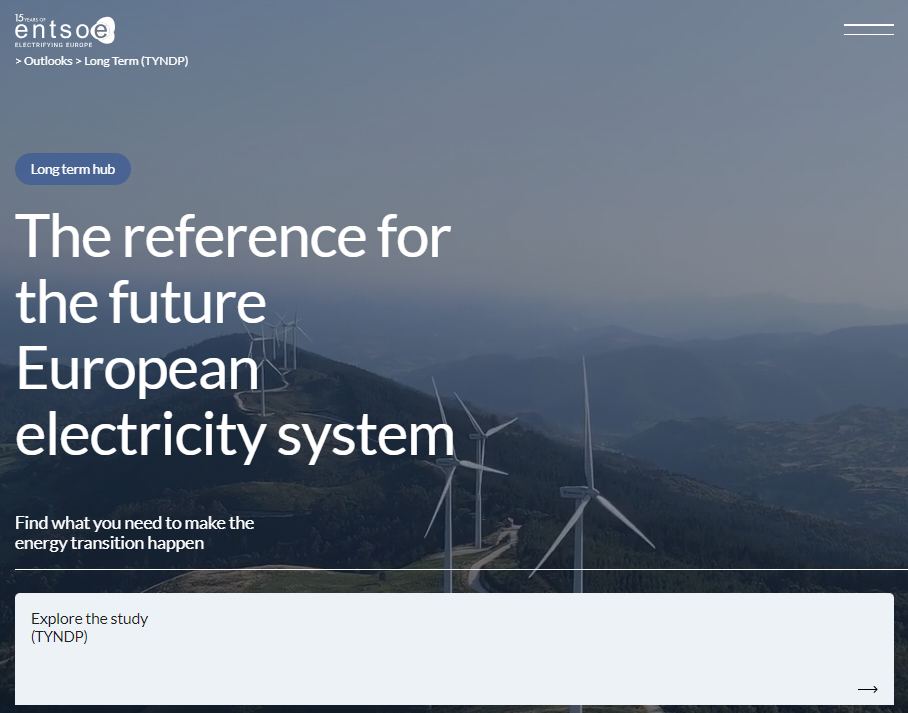 15 YEARS OF
entsoe
ELECTRIFYING EUROPE
> Outlooks > Long Term (TYNDP)
Long term hub
The reference for
the future
European
electricity system
Find what you need to make the
energy transition happen
Explore the study
(TYNDP)